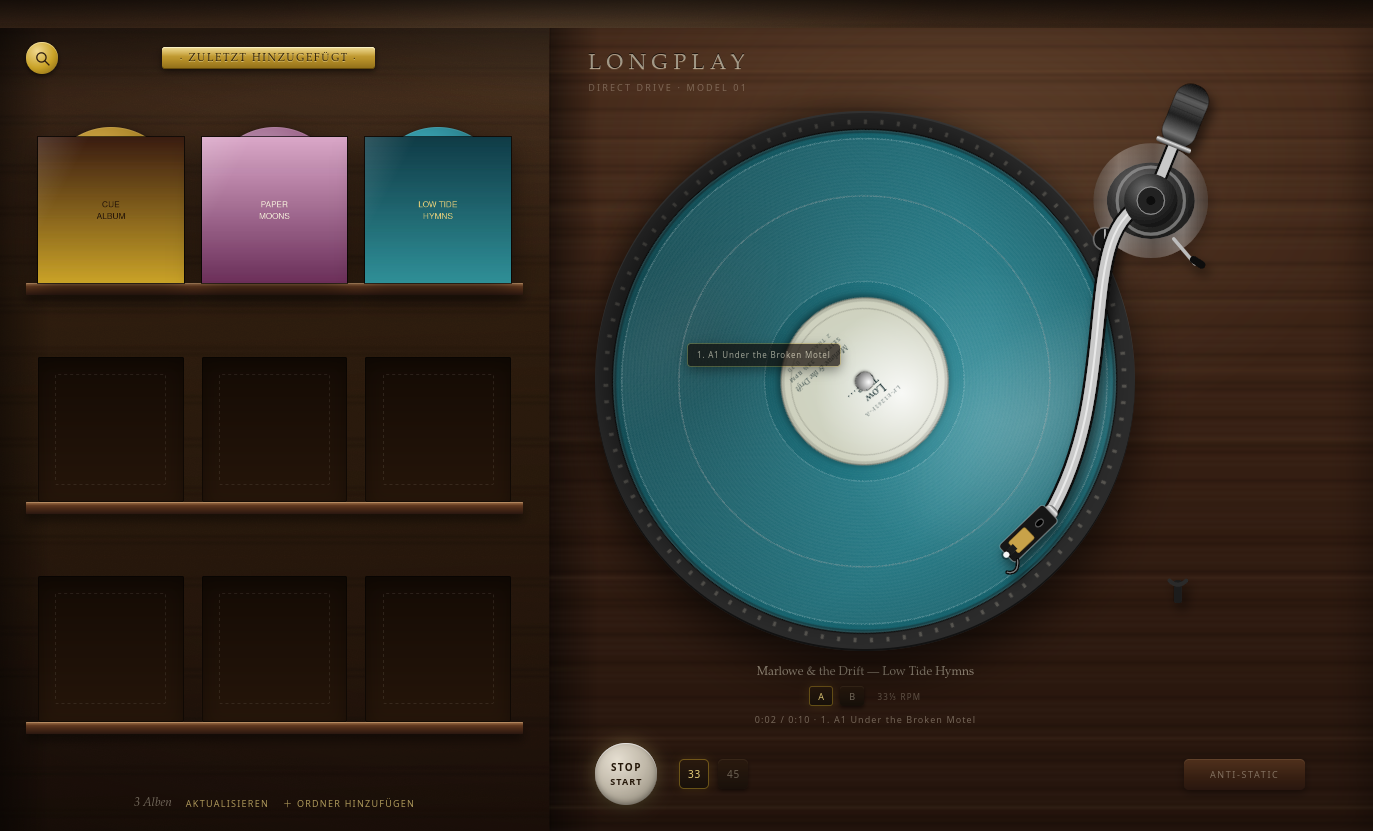 · ZULETZT HINZUGEFÜGT ·
CUE
ALBUM
PAPER
MOONS
LOW TIDE
HYMNS
3 Alben
AKTUALISIEREN
+ ORDNER HINZUFÜGEN
LONGPLAY
DIRECT DRIVE · MODEL 01
1. A1 Under the Broken Motel
Low
Marlowe & the Drift — Low Tide Hymns
A B 33⅓ RPM
0:02 / 0:10 · 1. A1 Under the Broken Motel
STOP
START
33 45
ANTI-STATIC